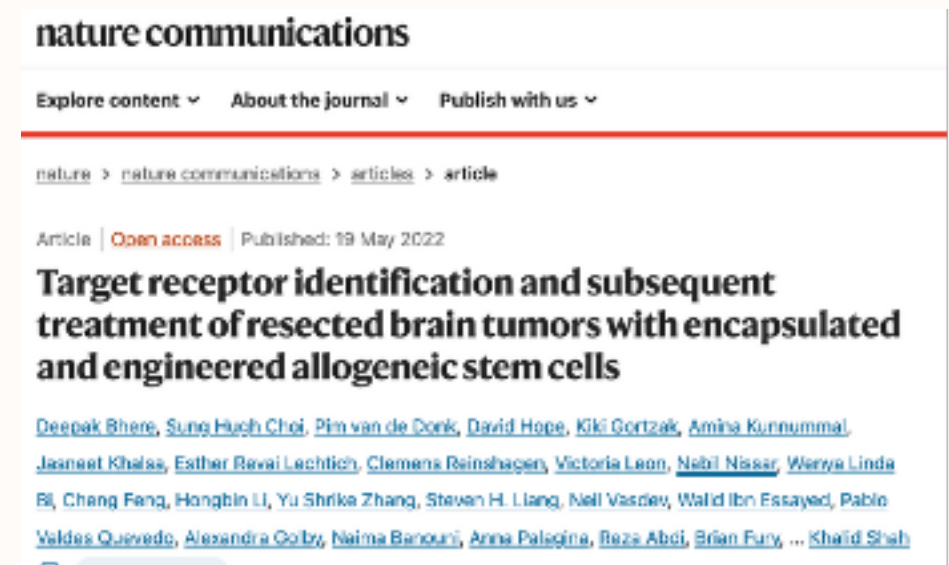 nature communications
Explore content About the journal Publish with us
nature > nature communications > articles > article
Article | Open access | Published: 19 May 2022
Target receptor identification and subsequent
treatment of resected brain tumors with encapsulated
and engineered allogeneic stem cells
Deepak Bhere, Sung Hugh Choi, Pim van de Donk, David Hope, Kiki Gortzak, Amina Kunnummal,
Jasneet Khalsa, Esther Revai Lechtich, Clemens Reinshagen, Victoria Leon, Nabil Nissar, Wenya Linda
Bi, Cheng Feng, Hongbin Li, Yu Shrike Zhang, Steven H. Liang, Neil Vasdev, Walid Ibn Essayed, Pablo
Valdes Quevedo, Alexandra Golby, Naima Banouni, Anna Palagina, Reza Abdi, Brian Fury, ... Khalid Shah